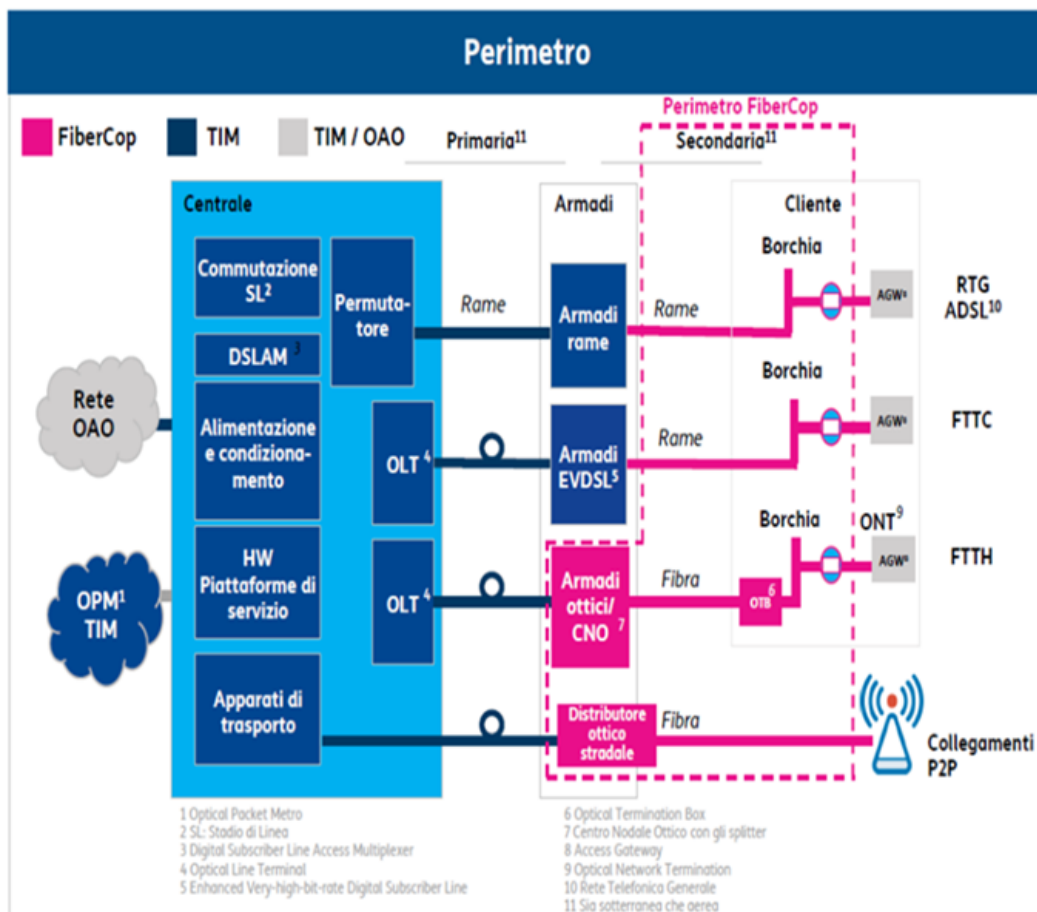 Perimetro
Perimetro FiberCop
FiberCop
TIM
TIM / OAO
Primaria¹¹
Secondaria¹¹
Centrale
Armadi
Cliente
Commutazione
SL²
Permuta-
tore
DSLAM ³
Alimentazione
e condiziona-
mento
HW
Piattaforme di
servizio
Apparati di
trasporto
OLT ⁴
OLT ⁴
Rete
OAO
OPM¹
TIM
Rame
Armadi
rame
Rame
Borchia
AGW⁸
RTG
ADSL¹⁰
Armadi
EVDSL⁵
Rame
Borchia
AGW⁸
FTTC
Armadi
ottici/
CNO ⁷
Fibra
OTB ⁶
Borchia
ONT⁹
AGW⁸
FTTH
Distributore
ottico
stradale
Fibra
Collegamenti
P2P
1 Optical Packet Metro
2 SL: Stadio di Linea
3 Digital Subscriber Line Access Multiplexer
4 Optical Line Terminal
5 Enhanced Very-high-bit-rate Digital Subscriber Line
6 Optical Termination Box
7 Centro Nodale Ottico con gli splitter
8 Access Gateway
9 Optical Network Termination
10 Rete Telefonica Generale
11 Sia sotterranea che aerea